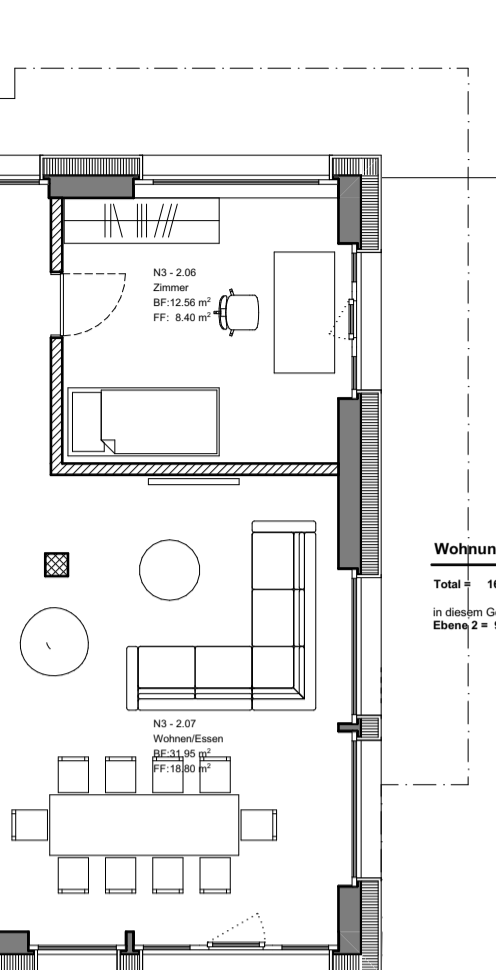 N3 - 2.06
Zimmer
BF:12.56 m²
FF: 8.40 m²
Total =
in diesem
Ebene 2 =
N3 - 2.07
Wohnen/Essen
BF:31.95 m²
FF:18.80 m²